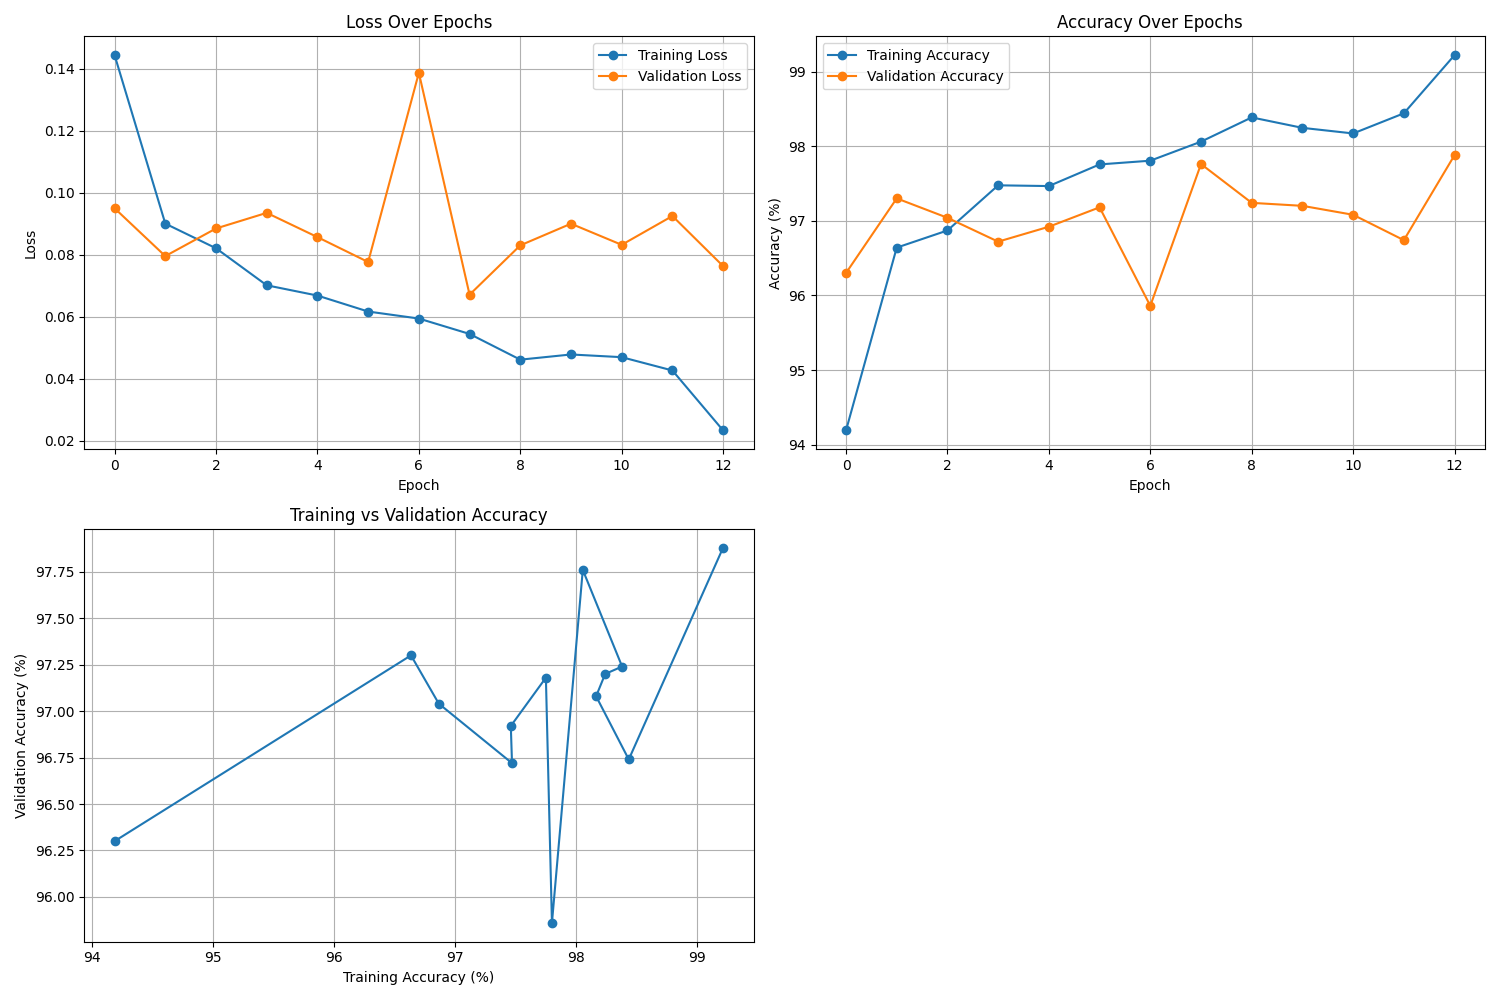 Loss Over Epochs
Training Loss
Validation Loss
0.14
0.12
0.10
0.08
0.06
0.04
0.02
Loss
0 2 4 6 8 10 12
Epoch
Accuracy Over Epochs
Training Accuracy
Validation Accuracy
99
98
97
96
95
94
Accuracy (%)
0 2 4 6 8 10 12
Epoch
Training vs Validation Accuracy
97.75
97.50
97.25
97.00
96.75
96.50
96.25
96.00
Validation Accuracy (%)
94 95 96 97 98 99
Training Accuracy (%)